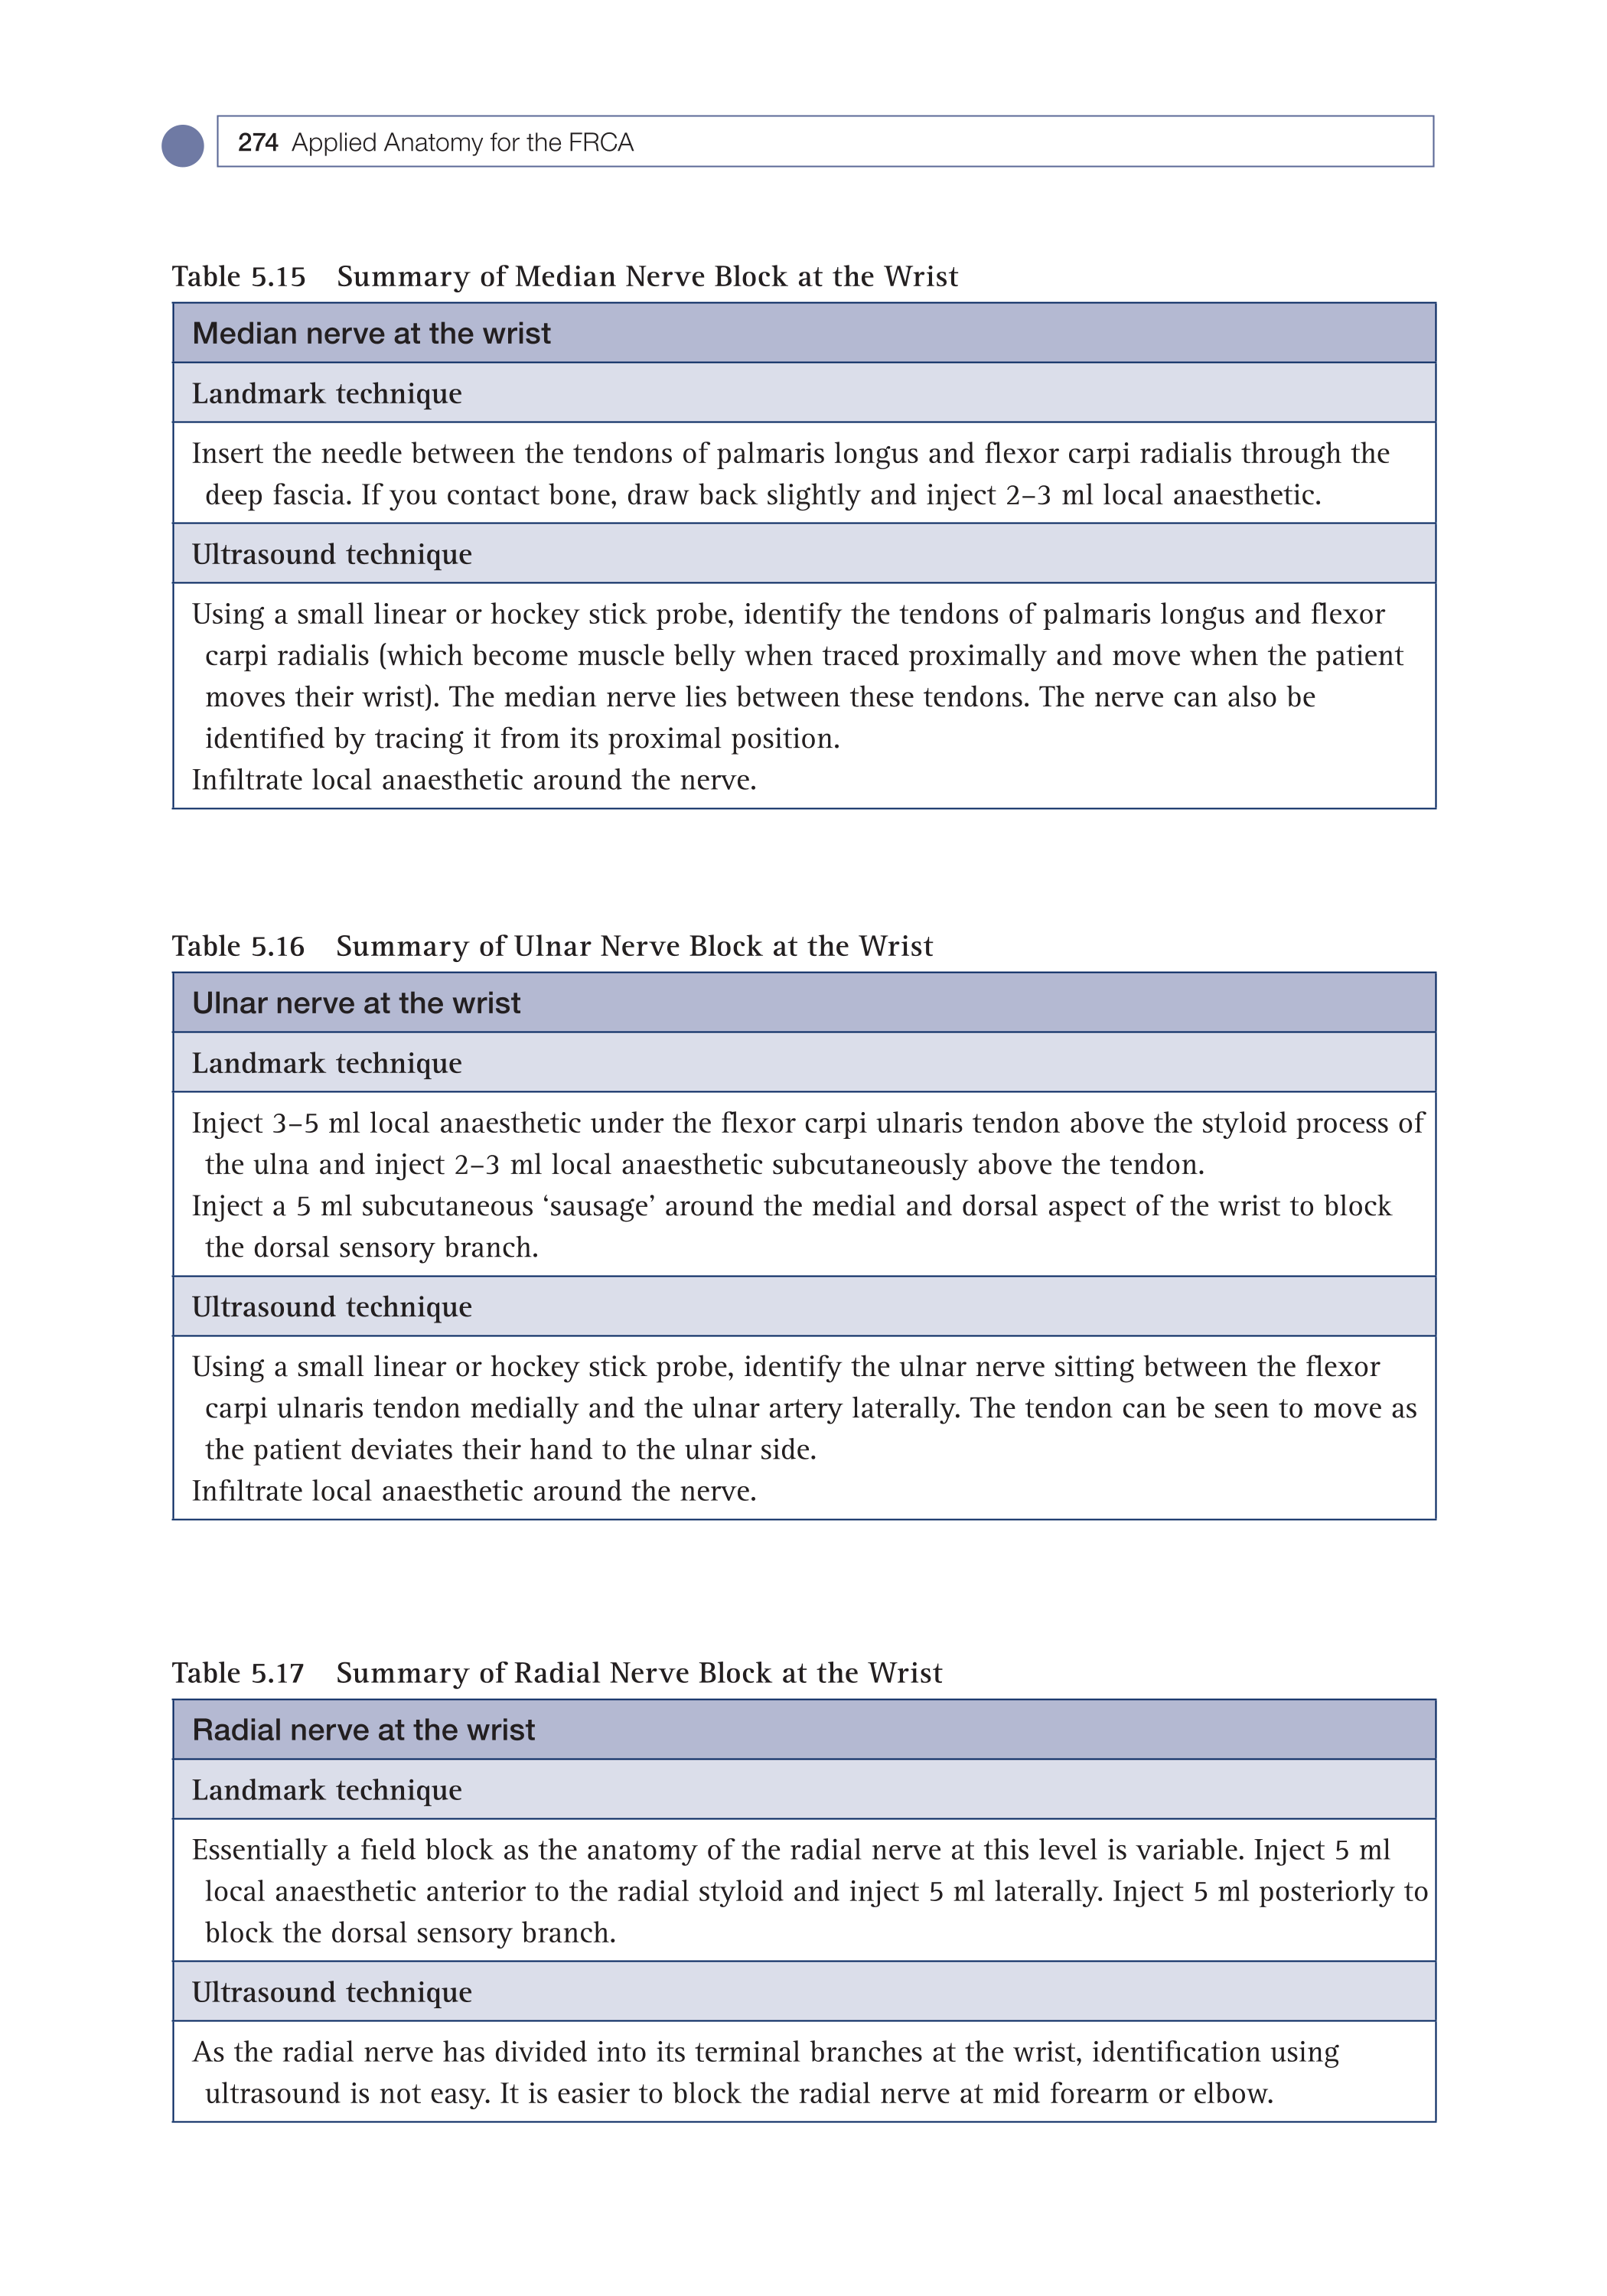 274 Applied Anatomy for the FRCA
Table 5.15 Summary of Median Nerve Block at the Wrist
Median nerve at the wrist
Landmark technique
Insert the needle between the tendons of palmaris longus and flexor carpi radialis through the
deep fascia. If you contact bone, draw back slightly and inject 2–3 ml local anaesthetic.
Ultrasound technique
Using a small linear or hockey stick probe, identify the tendons of palmaris longus and flexor
carpi radialis (which become muscle belly when traced proximally and move when the patient
moves their wrist). The median nerve lies between these tendons. The nerve can also be
identified by tracing it from its proximal position.
Infiltrate local anaesthetic around the nerve.
Table 5.16 Summary of Ulnar Nerve Block at the Wrist
Ulnar nerve at the wrist
Landmark technique
Inject 3–5 ml local anaesthetic under the flexor carpi ulnaris tendon above the styloid process of
the ulna and inject 2–3 ml local anaesthetic subcutaneously above the tendon.
Inject a 5 ml subcutaneous ‘sausage’ around the medial and dorsal aspect of the wrist to block
the dorsal sensory branch.
Ultrasound technique
Using a small linear or hockey stick probe, identify the ulnar nerve sitting between the flexor
carpi ulnaris tendon medially and the ulnar artery laterally. The tendon can be seen to move as
the patient deviates their hand to the ulnar side.
Infiltrate local anaesthetic around the nerve.
Table 5.17 Summary of Radial Nerve Block at the Wrist
Radial nerve at the wrist
Landmark technique
Essentially a field block as the anatomy of the radial nerve at this level is variable. Inject 5 ml
local anaesthetic anterior to the radial styloid and inject 5 ml laterally. Inject 5 ml posteriorly to
block the dorsal sensory branch.
Ultrasound technique
As the radial nerve has divided into its terminal branches at the wrist, identification using
ultrasound is not easy. It is easier to block the radial nerve at mid forearm or elbow.